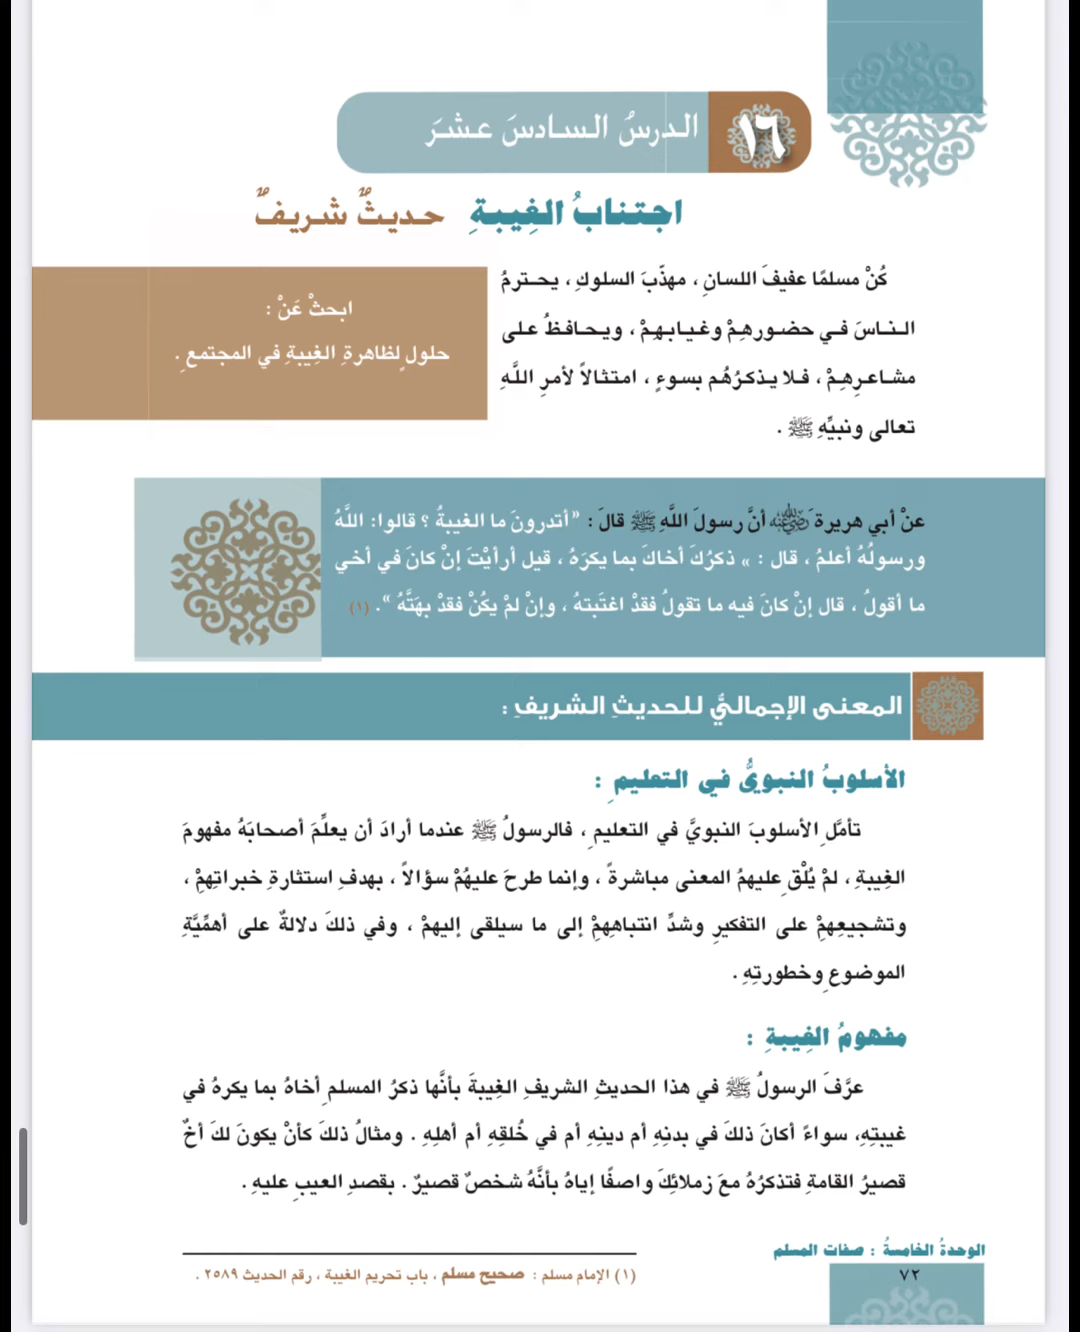 ١٦
الدرسُ السادسَ عشرَ
اجتنابُ الغِيبةِ حديثٌ شريفٌ
كُنْ مسلمًا عفيفَ اللسانِ ، مهذّبَ السلوكِ ، يحترمُ
الناسَ في حضورهِمْ وغيابهِمْ ، ويحافظُ على
مشاعرِهِمْ ، فلا يذكرُهُم بسوءٍ ، امتثالاً لأمرِ اللَّهِ
تعالى ونبيِّهِ ﷺ .
ابحثْ عَنْ :
حلولٍ لظاهرةِ الغِيبةِ في المجتمعِ .
عنْ أبي هريرةَ رضي الله عنه أنَّ رسولَ اللَّهِ ﷺ قالَ : « أتدرونَ ما الغيبةُ ؟ قالوا: اللَّهُ
ورسولُهُ أعلمُ ، قال : » ذكرُكَ أخاكَ بما يكرَهُ ، قيل أرأيْتَ إنْ كانَ في أخي
ما أقولُ ، قال إنْ كانَ فيه ما تقولُ فقدْ اغتَبتهُ ، وإنْ لمْ يكُنْ فقدْ بهَتَّهُ » . (١)
المعنى الإجماليُّ للحديثِ الشريفِ :
الأسلوبُ النبويُّ في التعليمِ :
تأمَّلِ الأسلوبَ النبويَّ في التعليمِ ، فالرسولُ ﷺ عندما أرادَ أن يعلِّمَ أصحابَهُ مفهومَ
الغِيبةِ ، لمْ يُلْقِ عليهمُ المعنى مباشرةً ، وإنما طرحَ عليهُمْ سؤالاً ، بهدفِ استثارةِ خبراتِهِمْ ،
وتشجيعِهمْ على التفكيرِ وشدِّ انتباهِهِمْ إلى ما سيلقى إليهمْ ، وفي ذلكَ دلالةٌ على أهمِّيَّةِ
الموضوعِ وخطورتِهِ .
مفهومُ الغِيبةِ :
عرَّفَ الرسولُ ﷺ في هذا الحديثِ الشريفِ الغِيبةَ بأنَّها ذكرُ المسلمِ أخاهُ بما يكرهُ في
غيبتِهِ، سواءً أكانَ ذلكَ في بدنِهِ أم دينِهِ أم في خُلقِهِ أم أهلِهِ . ومثالُ ذلكَ كأنْ يكونَ لكَ أخٌ
قصيرُ القامةِ فتذكرُهُ معَ زملائِكَ واصفًا إياهُ بأنَّهُ شخصٌ قصيرٌ . بقصدِ العيبِ عليهِ .
(١) الإمام مسلم : صحيح مسلم ، باب تحريم الغيبة ، رقم الحديث ٢٥٨٩ .
الوحدةُ الخامسةُ : صفات المسلم
٧٢